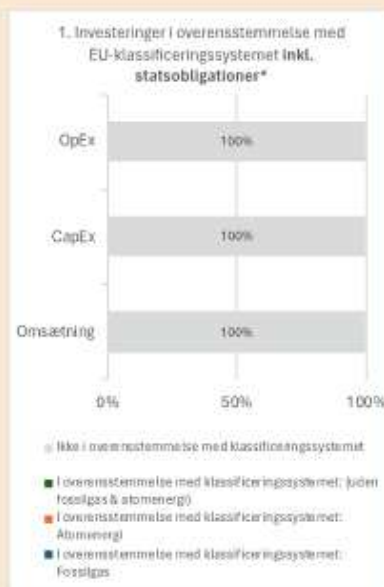 1. Investeringer i overensstemmelse med
EU-klassificeringssystemet inkl.
statsobligationer*
OpEx
100%
CapEx
100%
Omsætning
100%
0% 50% 100%
Ikke i overensstemmelse med klassificeringssystemet
I overensstemmelse med klassificeringssystemet: (uden
fossilgas & atomenergi)
I overensstemmelse med klassificeringssystemet:
Atomenergi
I overensstemmelse med klassificeringssystemet:
Fossilgas